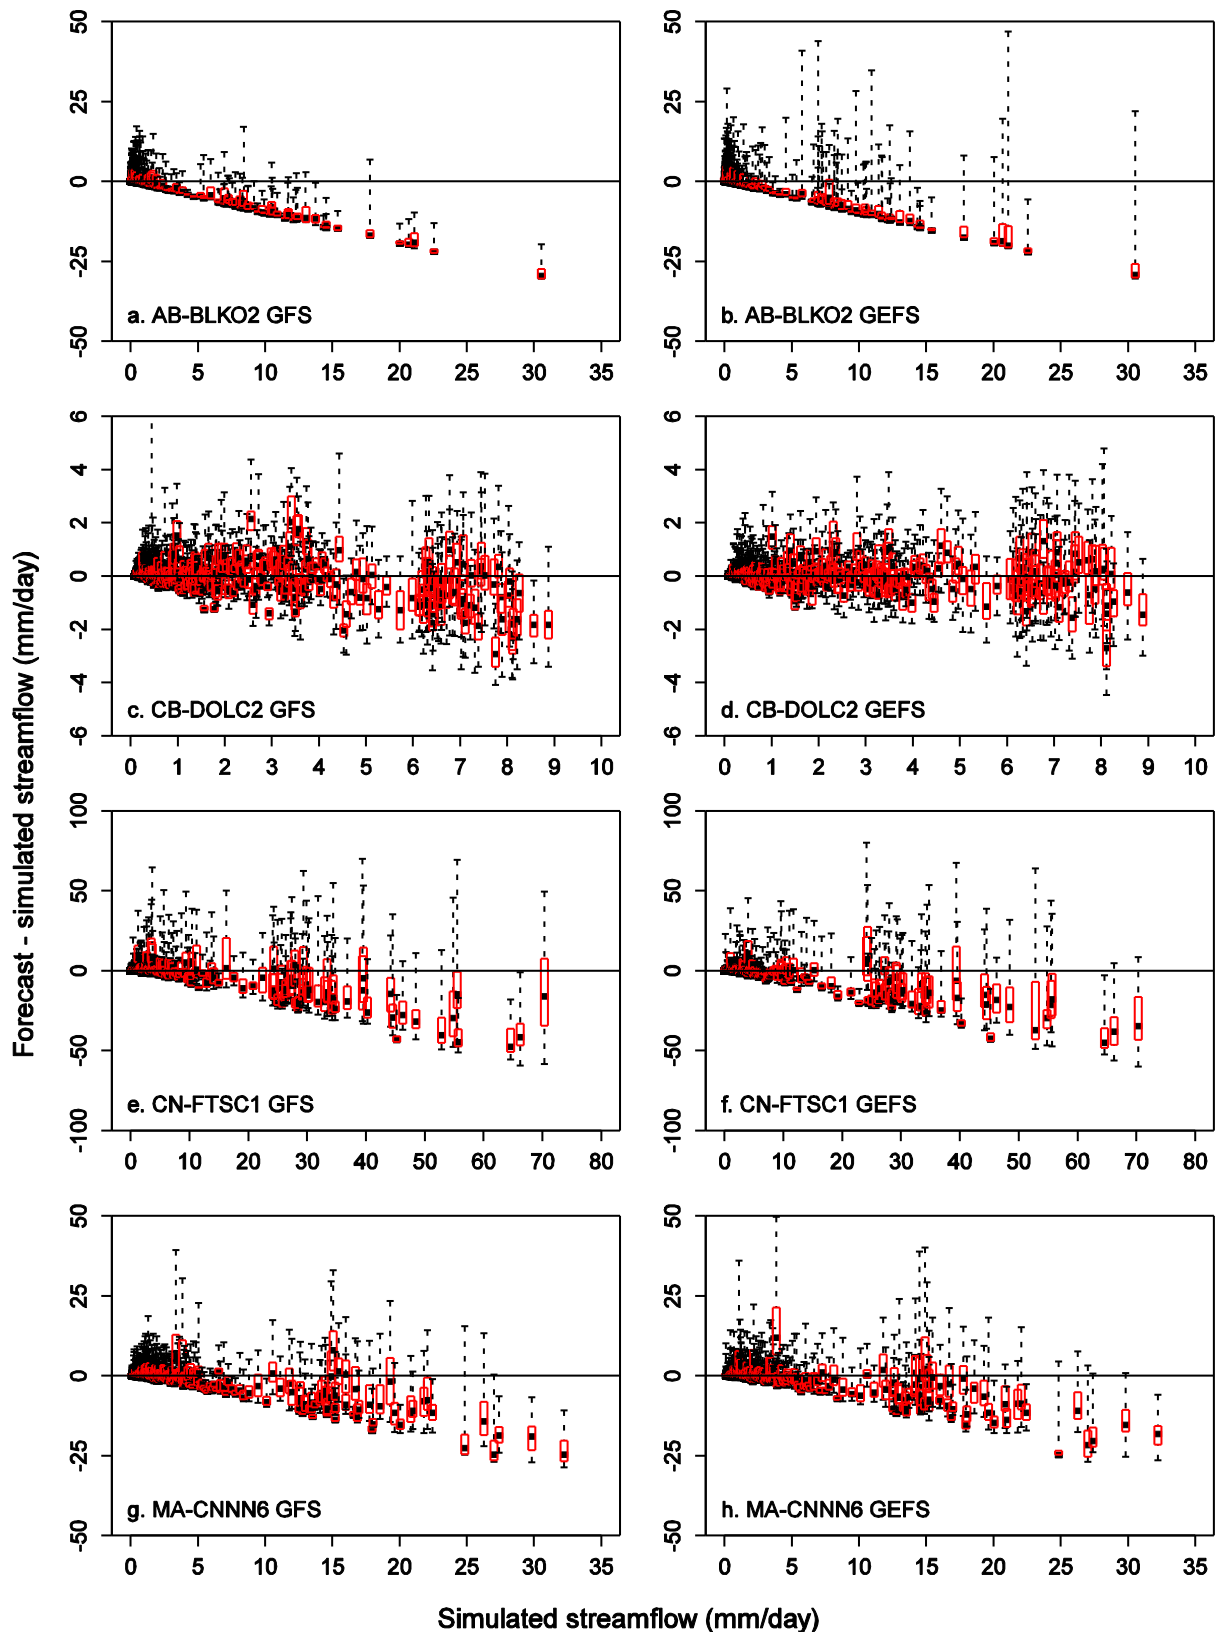 50
25
0
-25
-50
a. AB-BLKO2 GFS
0 5 10 15 20 25 30 35
50
25
0
-25
-50
b. AB-BLKO2 GEFS
0 5 10 15 20 25 30 35
6
4
2
0
-2
-4
-6
c. CB-DOLC2 GFS
0 1 2 3 4 5 6 7 8 9 10
6
4
2
0
-2
-4
-6
d. CB-DOLC2 GEFS
0 1 2 3 4 5 6 7 8 9 10
100
50
0
-50
-100
e. CN-FTSC1 GFS
0 10 20 30 40 50 60 70 80
100
50
0
-50
-100
f. CN-FTSC1 GEFS
0 10 20 30 40 50 60 70 80
50
25
0
-25
-50
g. MA-CNNN6 GFS
0 5 10 15 20 25 30 35
50
25
0
-25
-50
h. MA-CNNN6 GEFS
0 5 10 15 20 25 30 35
Forecast - simulated streamflow (mm/day)
Simulated streamflow (mm/day)